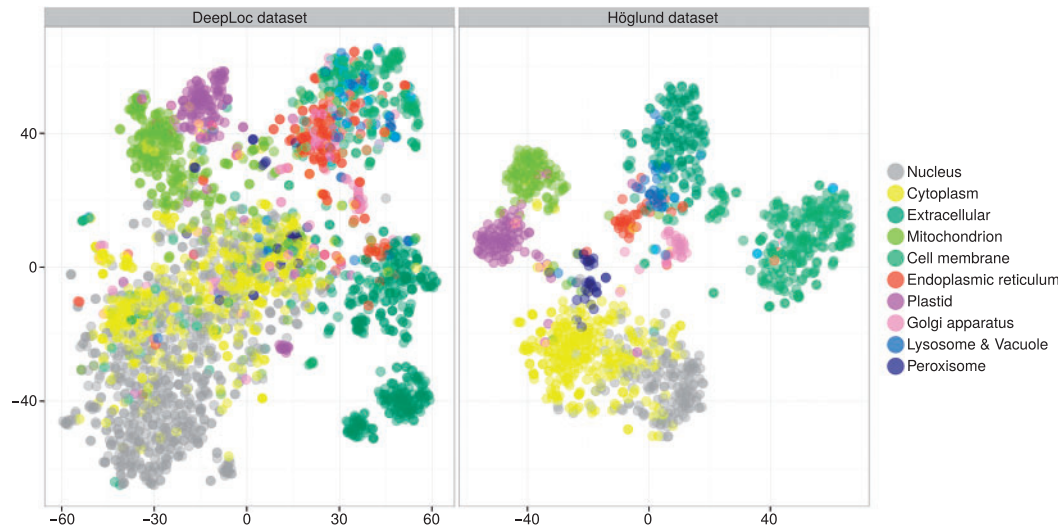 DeepLoc dataset
Höglund dataset
40
0
−40
−60
−30
0
30
60
−40
0
40
Nucleus
Cytoplasm
Extracellular
Mitochondrion
Cell membrane
Endoplasmic reticulum
Plastid
Golgi apparatus
Lysosome & Vacuole
Peroxisome